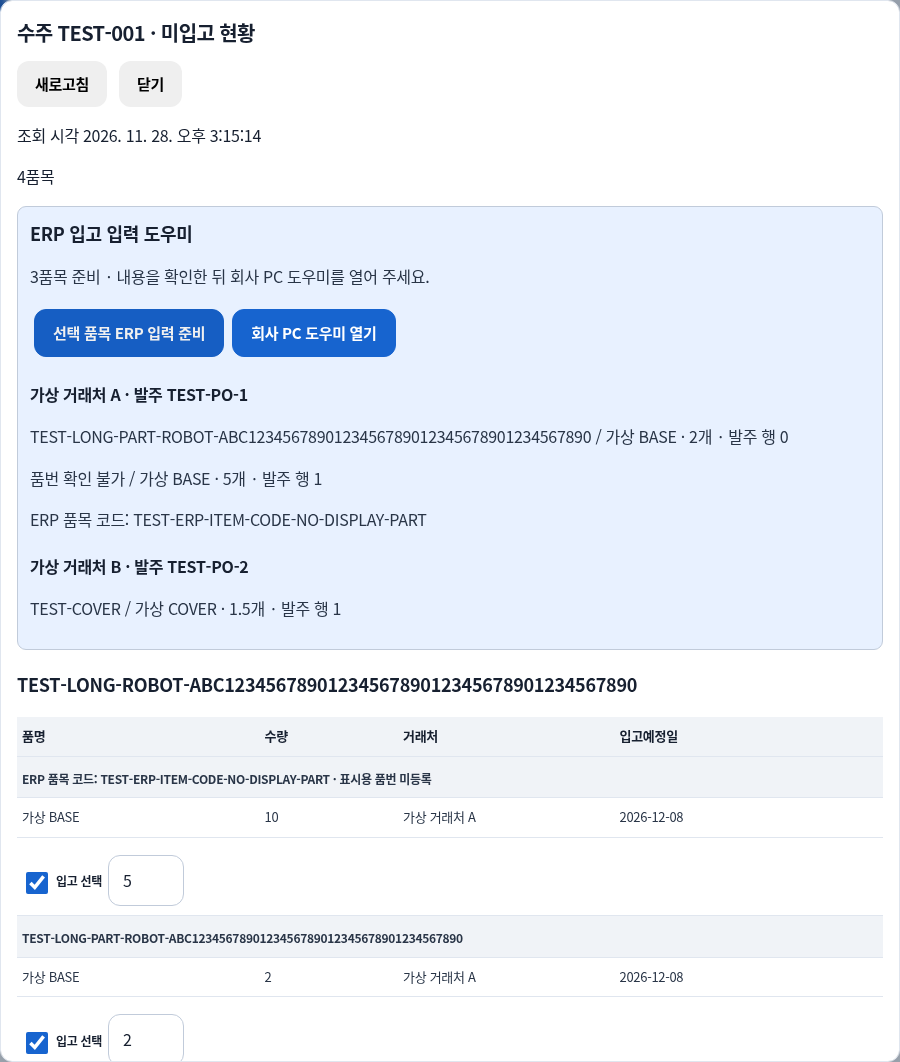 수주 TEST-001 · 미입고 현황
새로고침 닫기
조회 시각 2026. 11. 28. 오후 3:15:14
4품목
ERP 입고 입력 도우미
3품목 준비 · 내용을 확인한 뒤 회사 PC 도우미를 열어 주세요.
선택 품목 ERP 입력 준비 회사 PC 도우미 열기
가상 거래처 A · 발주 TEST-PO-1
TEST-LONG-PART-ROBOT-ABC1234567890123456789012345678901234567890 / 가상 BASE · 2개 · 발주 행 0
품번 확인 불가 / 가상 BASE · 5개 · 발주 행 1
ERP 품목 코드: TEST-ERP-ITEM-CODE-NO-DISPLAY-PART
가상 거래처 B · 발주 TEST-PO-2
TEST-COVER / 가상 COVER · 1.5개 · 발주 행 1
TEST-LONG-ROBOT-ABC1234567890123456789012345678901234567890
품명 수량 거래처 입고예정일
ERP 품목 코드: TEST-ERP-ITEM-CODE-NO-DISPLAY-PART · 표시용 품번 미등록
가상 BASE 10 가상 거래처 A 2026-12-08
입고 선택 5
TEST-LONG-PART-ROBOT-ABC1234567890123456789012345678901234567890
가상 BASE 2 가상 거래처 A 2026-12-08
입고 선택 2